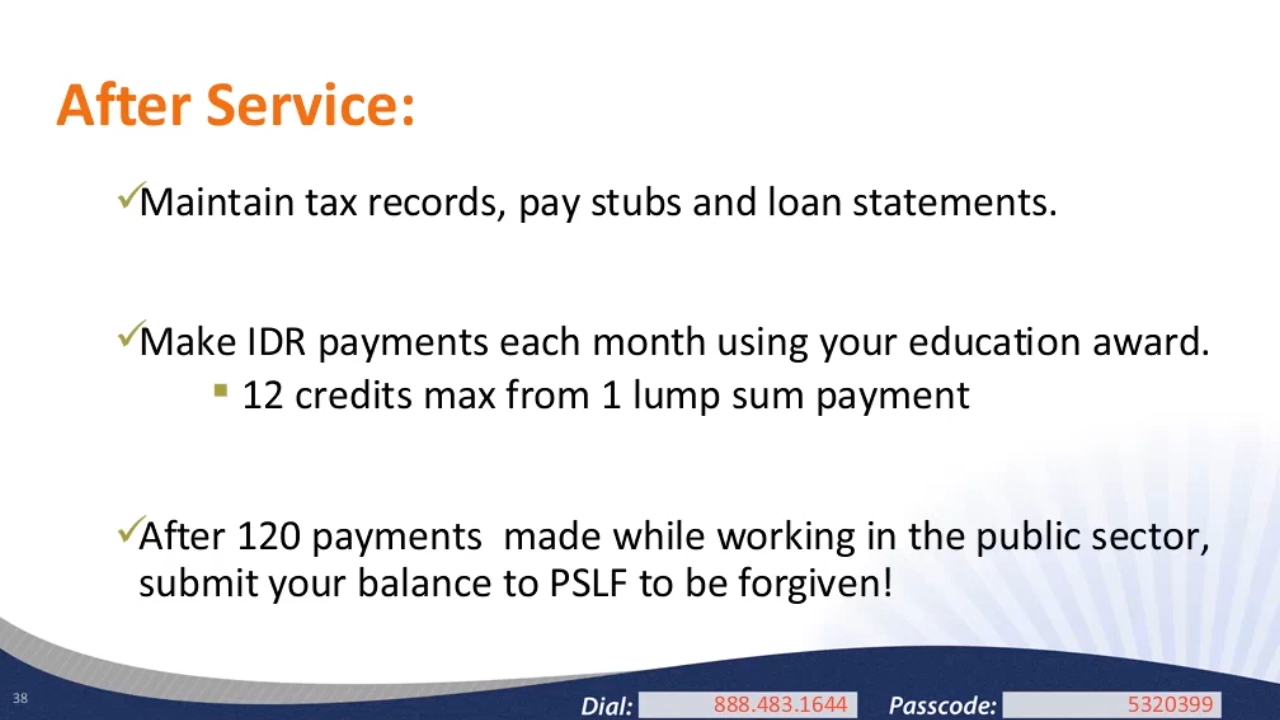 After Service:
Maintain tax records, pay stubs and loan statements.
Make IDR payments each month using your education award.
12 credits max from 1 lump sum payment
After 120 payments  made while working in the public sector,
submit your balance to PSLF to be forgiven!
38
Dial: 888.483.1644 Passcode: 5320399